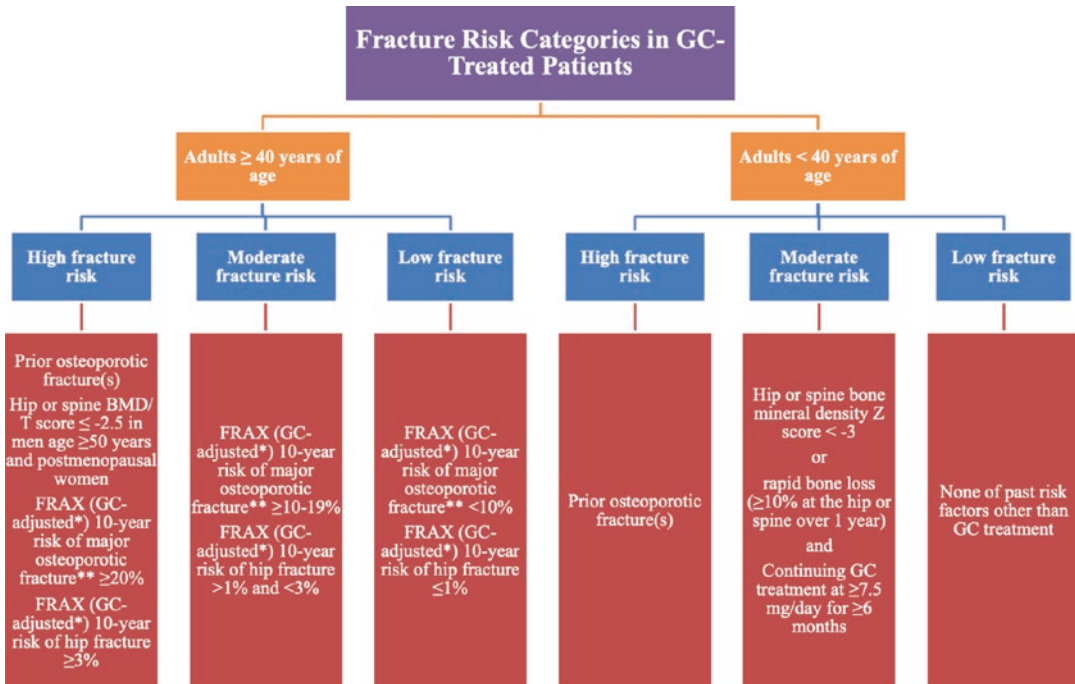 Fracture Risk Categories in GC-
Treated Patients
Adults ≥ 40 years of
age
Adults < 40 years of
age
High fracture
risk
Moderate
fracture risk
Low fracture
risk
High fracture
risk
Moderate
fracture risk
Low fracture
risk
Prior osteoporotic
fracture(s)
Hip or spine BMD/
T score ≤ -2.5 in
men age ≥50 years
and postmenopausal
women
FRAX (GC-
adjusted*) 10-year
risk of major
osteoporotic
fracture** ≥20%
FRAX (GC-
adjusted*) 10-year
risk of hip fracture
≥3%
FRAX (GC-
adjusted*) 10-year
risk of major
osteoporotic
fracture** ≥10-19%
FRAX (GC-
adjusted*) 10-year
risk of hip fracture
>1% and <3%
FRAX (GC-
adjusted*) 10-year
risk of major
osteoporotic
fracture** <10%
FRAX (GC-
adjusted*) 10-year
risk of hip fracture
≤1%
Prior osteoporotic
fracture(s)
Hip or spine bone
mineral density Z
score < -3
or
rapid bone loss
(≥10% at the hip or
spine over 1 year)
and
Continuing GC
treatment at ≥7.5
mg/day for ≥6
months
None of past risk
factors other than
GC treatment